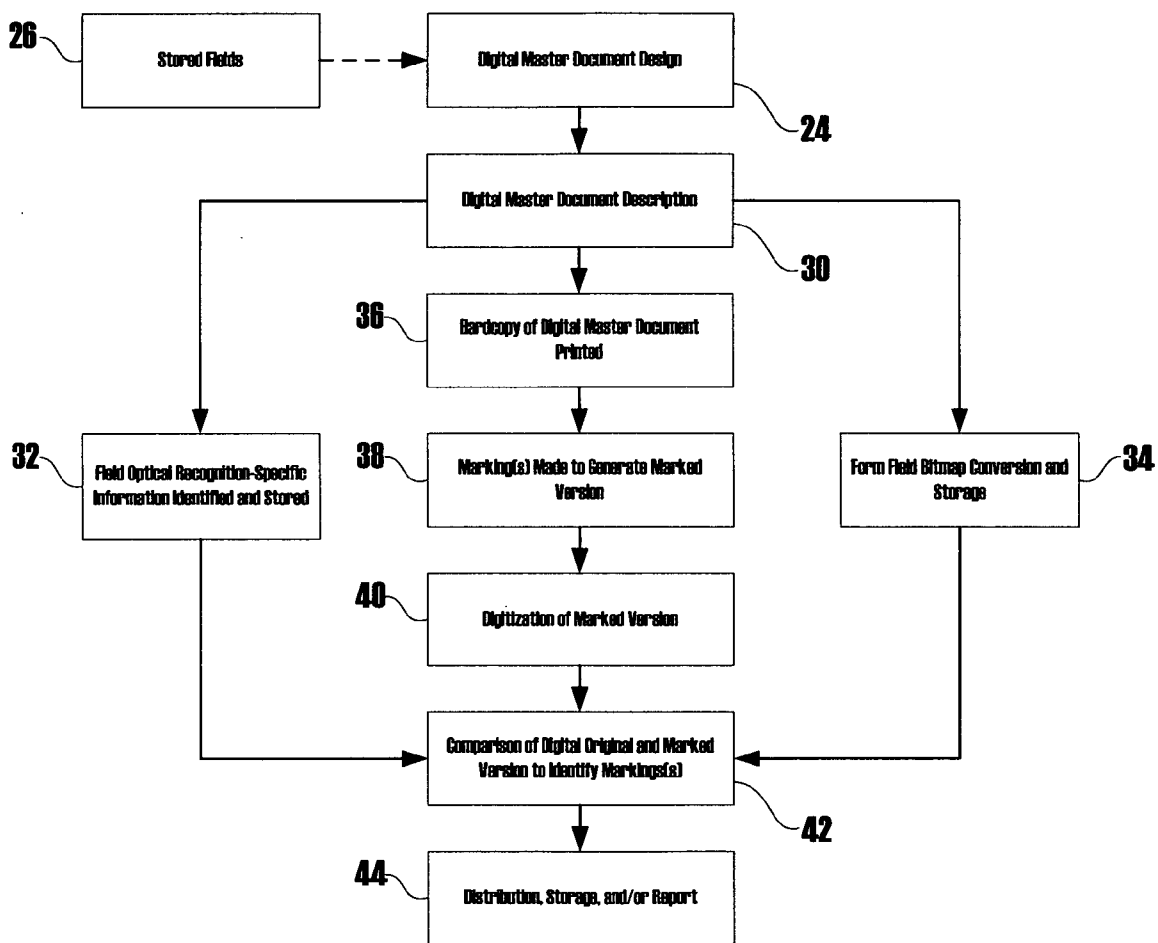 26
Stored Fields
Digital Master Document Design
24
Digital Master Document Description
30
36
Hardcopy of Digital Master Document
Printed
32
Field Optical Recognition-Specific
Information Identified and Stored
38
Marking(s) Made to Generate Marked
Version
Form Field Bitmap Conversion and
Storage
34
40
Digitization of Marked Version
Comparison of Digital Original and Marked
Version to Identify Markings(s)
42
44
Distribution, Storage, and/or Report